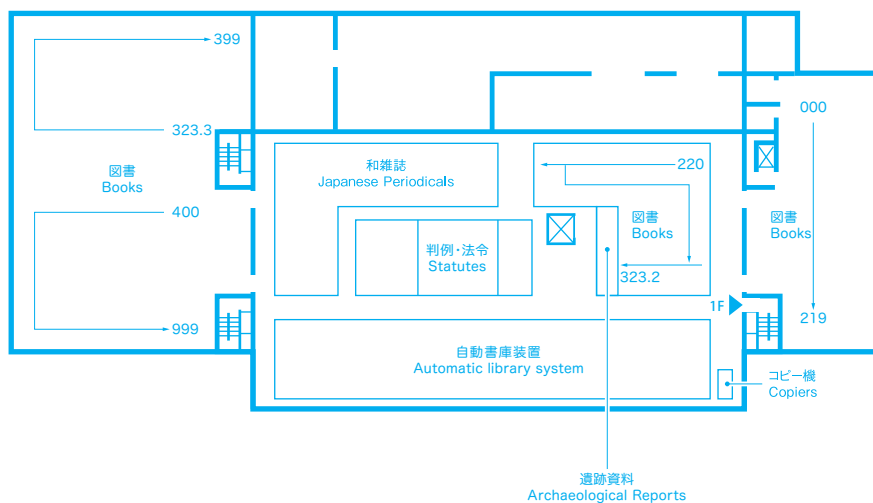 399
323.3
図書
Books
400
999
和雑誌
Japanese Periodicals
判例・法令
Statutes
220
図書
Books
323.2
1F
000
図書
Books
219
自動書庫装置
Automatic library system
コピー機
Copiers
遺跡資料
Archaeological Reports